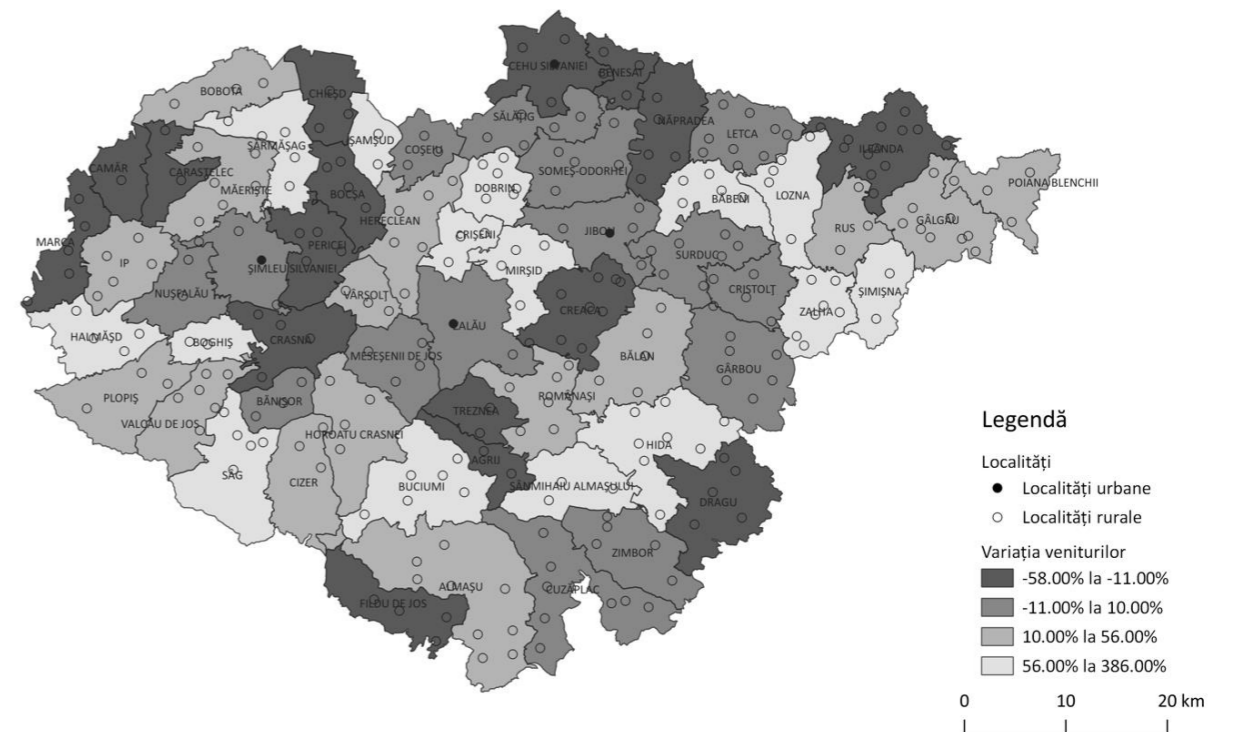 CEHU SILVANIEI
BENESAT
BOBOTA
CHIEȘD
SĂLĂȚIG
NĂPRADEA
LETCA
ILEANDA
ȘAMȘUD
ȘĂRMĂȘAG
COȘEIU
CAMĂR
CARASTELEC
MĂERIȘTE
SOMEȘ-ODORHEI
DOBRIN
BOCȘA
BĂBENI
LOZNA
POIANA BLENCHII
HERECLEAN
GÂLGĂU
RUS
MARCA
PERICEI
CRIȘENI
JIBOU
IP
ȘIMLEU SILVANIEI
MIRȘID
SURDUC
NUȘFALĂU
VÂRȘOLȚ
CRISTOLȚ
ȘIMIȘNA
CREACA
ZALHA
HALMĂȘD
BOGHIȘ
CRASNA
ZALĂU
MESEȘENII DE JOS
BĂLAN
GÂRBOU
PLOPIȘ
BĂNIȘOR
ROMÂNAȘI
TREZNEA
VALCĂU DE JOS
HOROATU CRASNEI
HIDA
AGRIJ
SÂG
CIZER
BUCIUMI
SÂNMIHAIU ALMAȘULUI
DRAGU
ZIMBOR
ALMAȘU
CUZĂPLAC
FILDU DE JOS
Legendă
Localități
Localități urbane
Localități rurale
Variația veniturilor
-58.00% la -11.00%
-11.00% la 10.00%
10.00% la 56.00%
56.00% la 386.00%
0 10 20 km